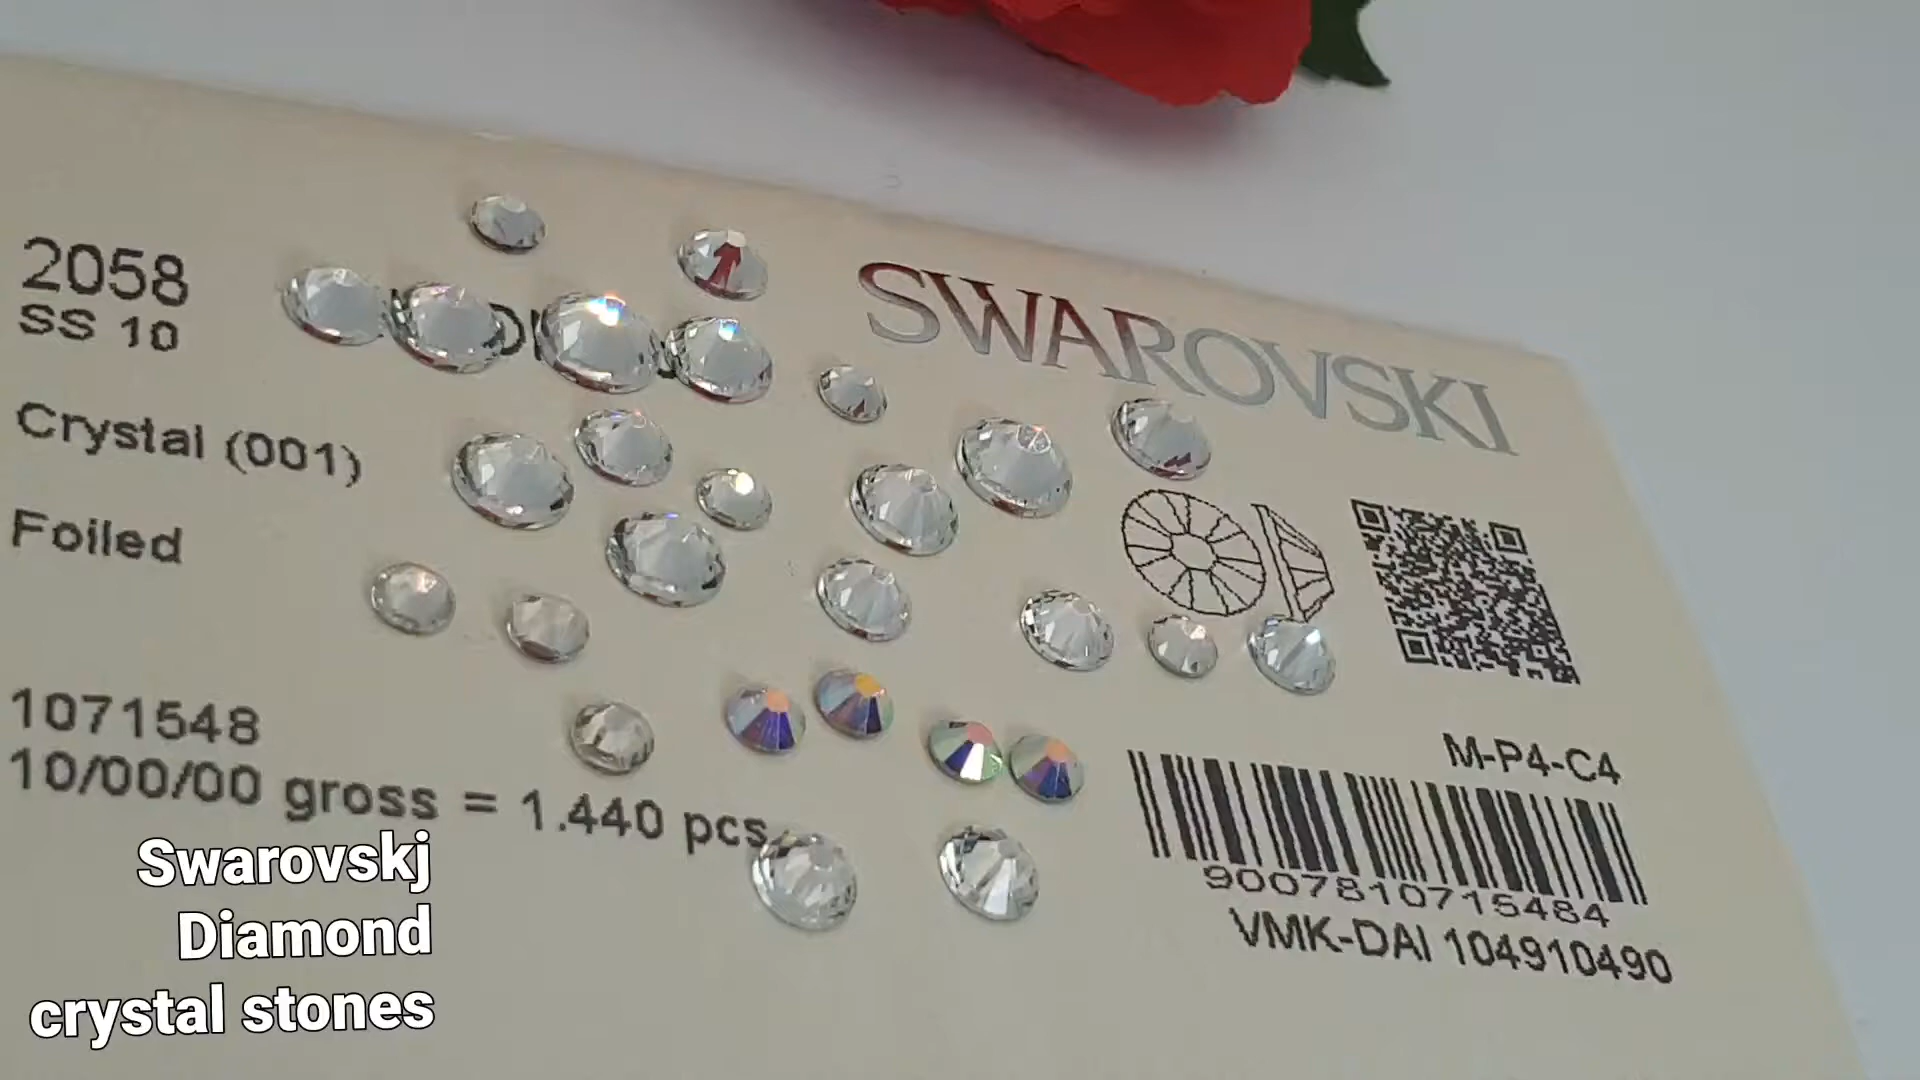 2058
SS 10
SWAROVSKI
Crystal (001)
Foiled
1071548
10/00/00 gross = 1.440 pcs
M-P4-C4
9007810715484
VMK-DAI 104910490
Swarovskj
Diamond
crystal stones